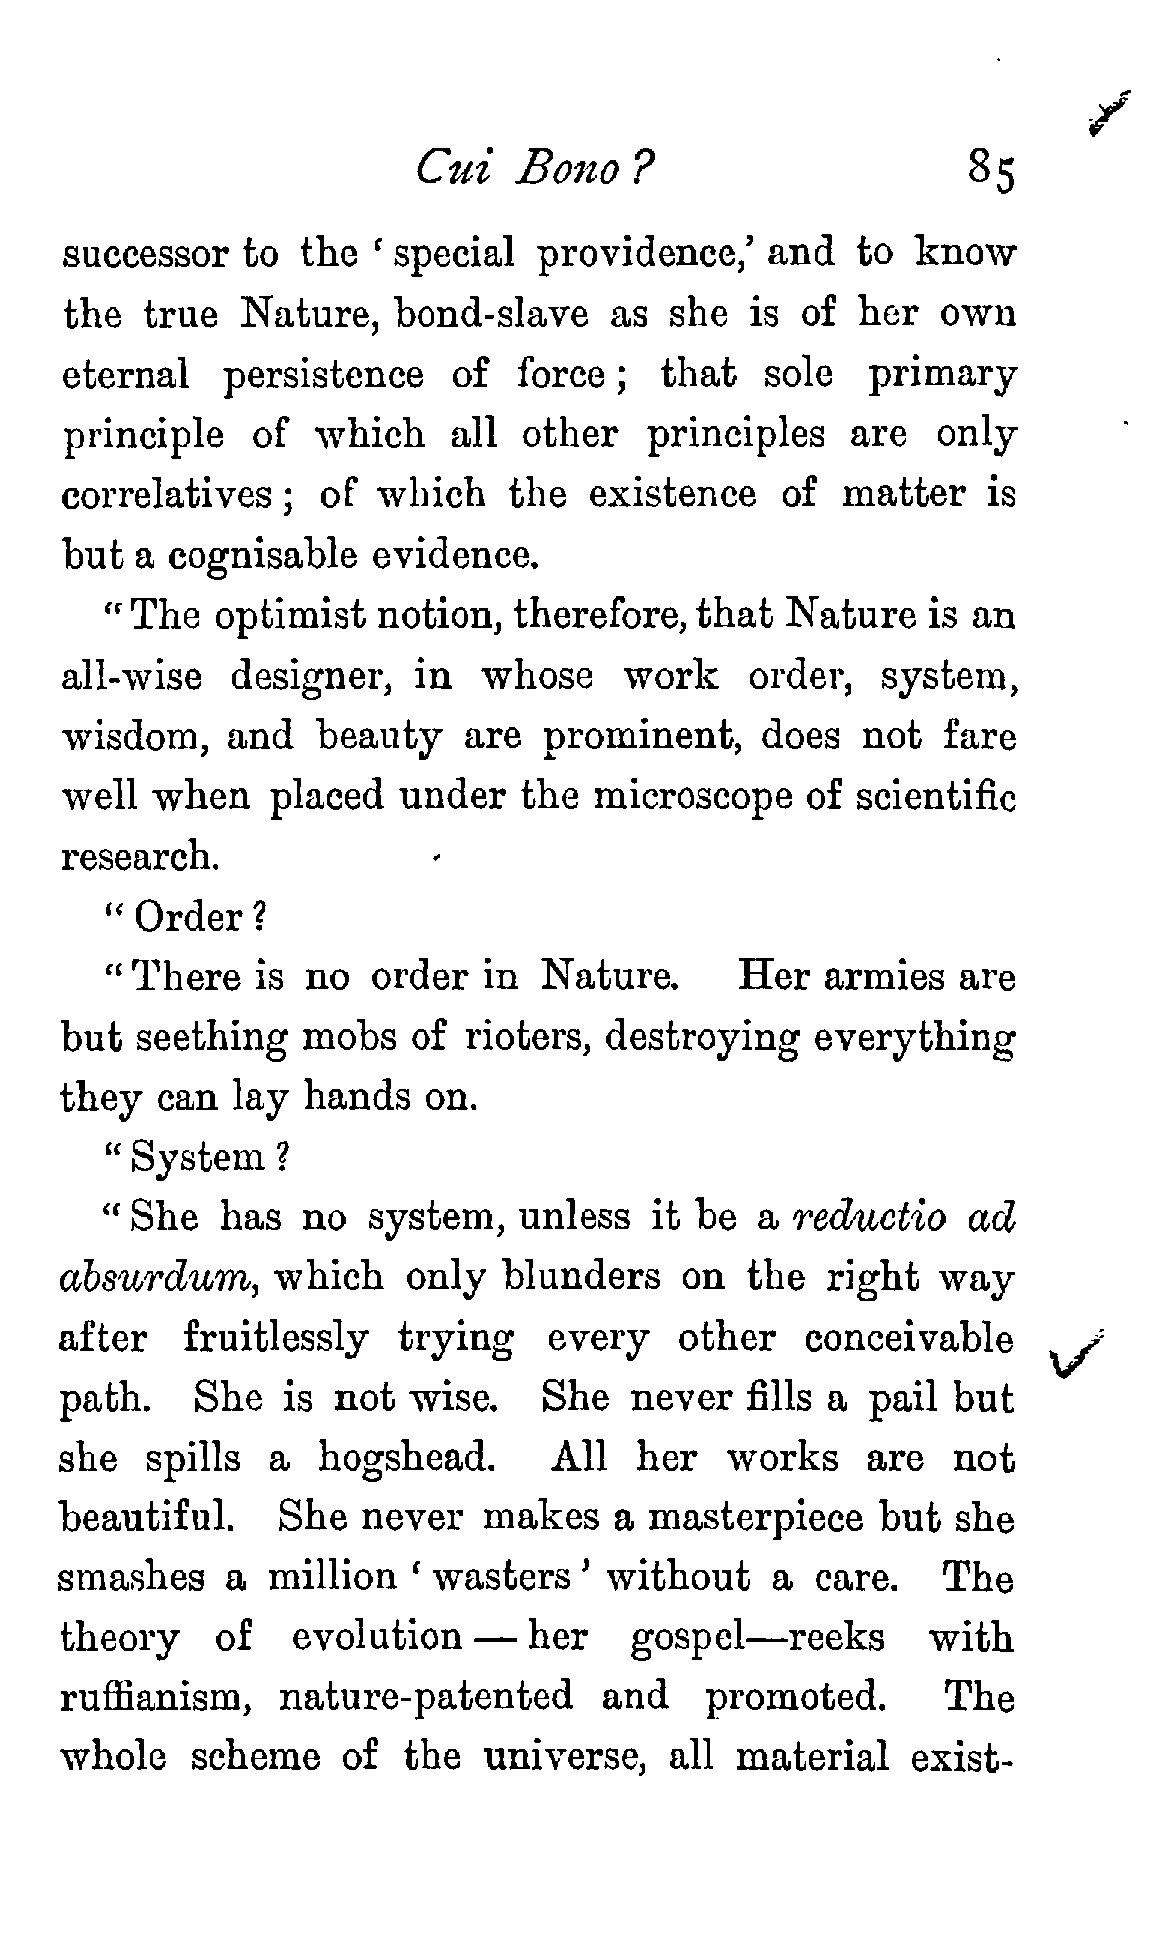 Cui Bono? 85
successor to the ‘special providence,’ and to know
the true Nature, bond-slave as she is of her own
eternal persistence of force; that sole primary
principle of which all other principles are only
correlatives; of which the existence of matter is
but a cognisable evidence.
“The optimist notion, therefore, that Nature is an
all-wise designer, in whose work order, system,
wisdom, and beauty are prominent, does not fare
well when placed under the microscope of scientific
research.
“Order?
“There is no order in Nature. Her armies are
but seething mobs of rioters, destroying everything
they can lay hands on.
“System?
“She has no system, unless it be a reductio ad
absurdum, which only blunders on the right way
after fruitlessly trying every other conceivable
path. She is not wise. She never fills a pail but
she spills a hogshead. All her works are not
beautiful. She never makes a masterpiece but she
smashes a million ‘wasters’ without a care. The
theory of evolution — her gospel—reeks with
ruffianism, nature-patented and promoted. The
whole scheme of the universe, all material exist-